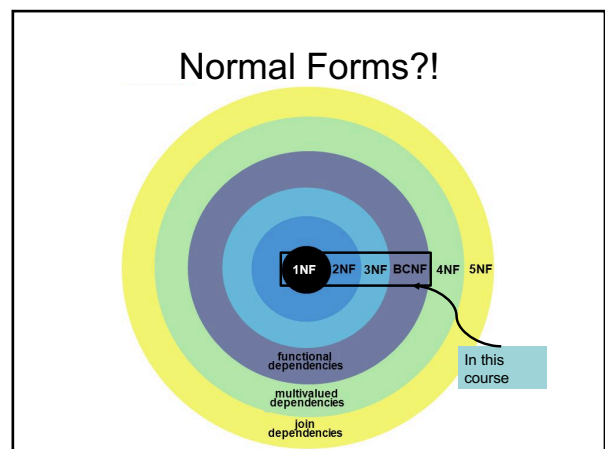 Normal Forms?!
1NF 2NF 3NF BCNF 4NF 5NF
functional
dependencies
In this
course
multivalued
dependencies
join
dependencies